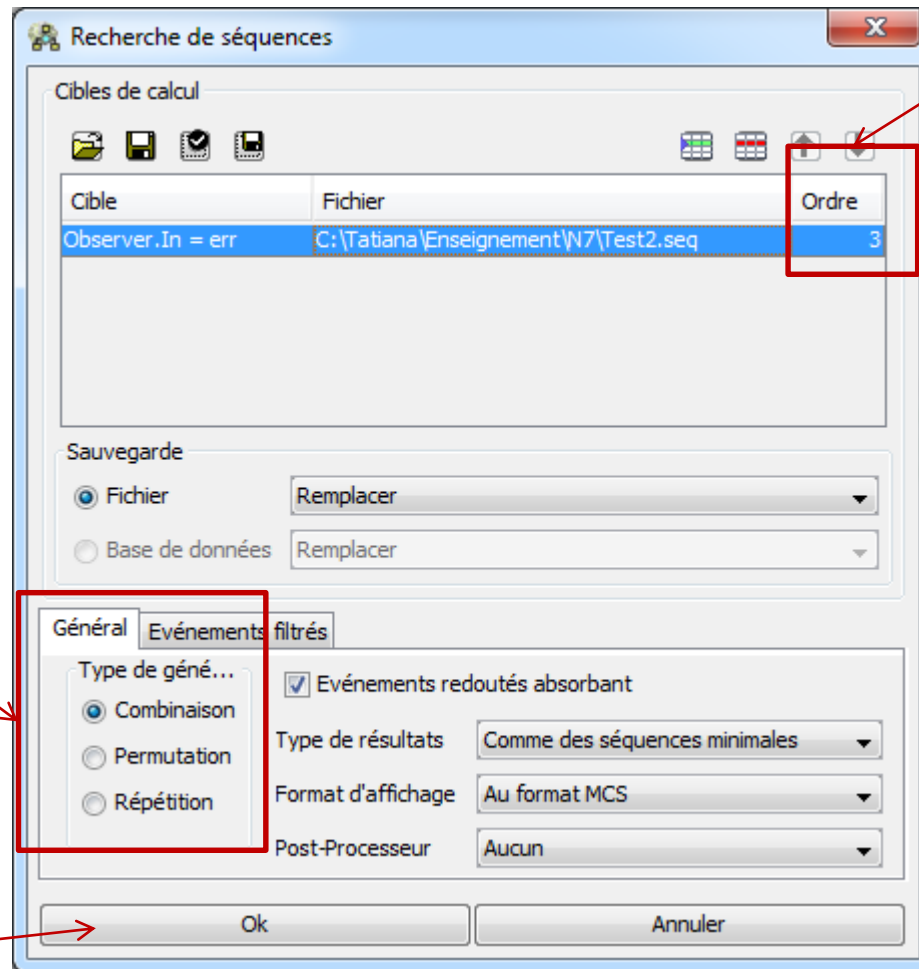 Recherche de séquences
Cibles de calcul
Cible Fichier Ordre
Observer.In = err C:\Tatiana\Enseignement\N7\Test2.seq 3
Sauvegarde
Fichier Remplacer
Base de données Remplacer
Général Evénements filtrés
Type de géné...
Evénements redoutés absorbant
Combinaison
Type de résultats Comme des séquences minimales
Permutation
Format d'affichage Au format MCS
Répétition
Post-Processeur Aucun
Ok Annuler